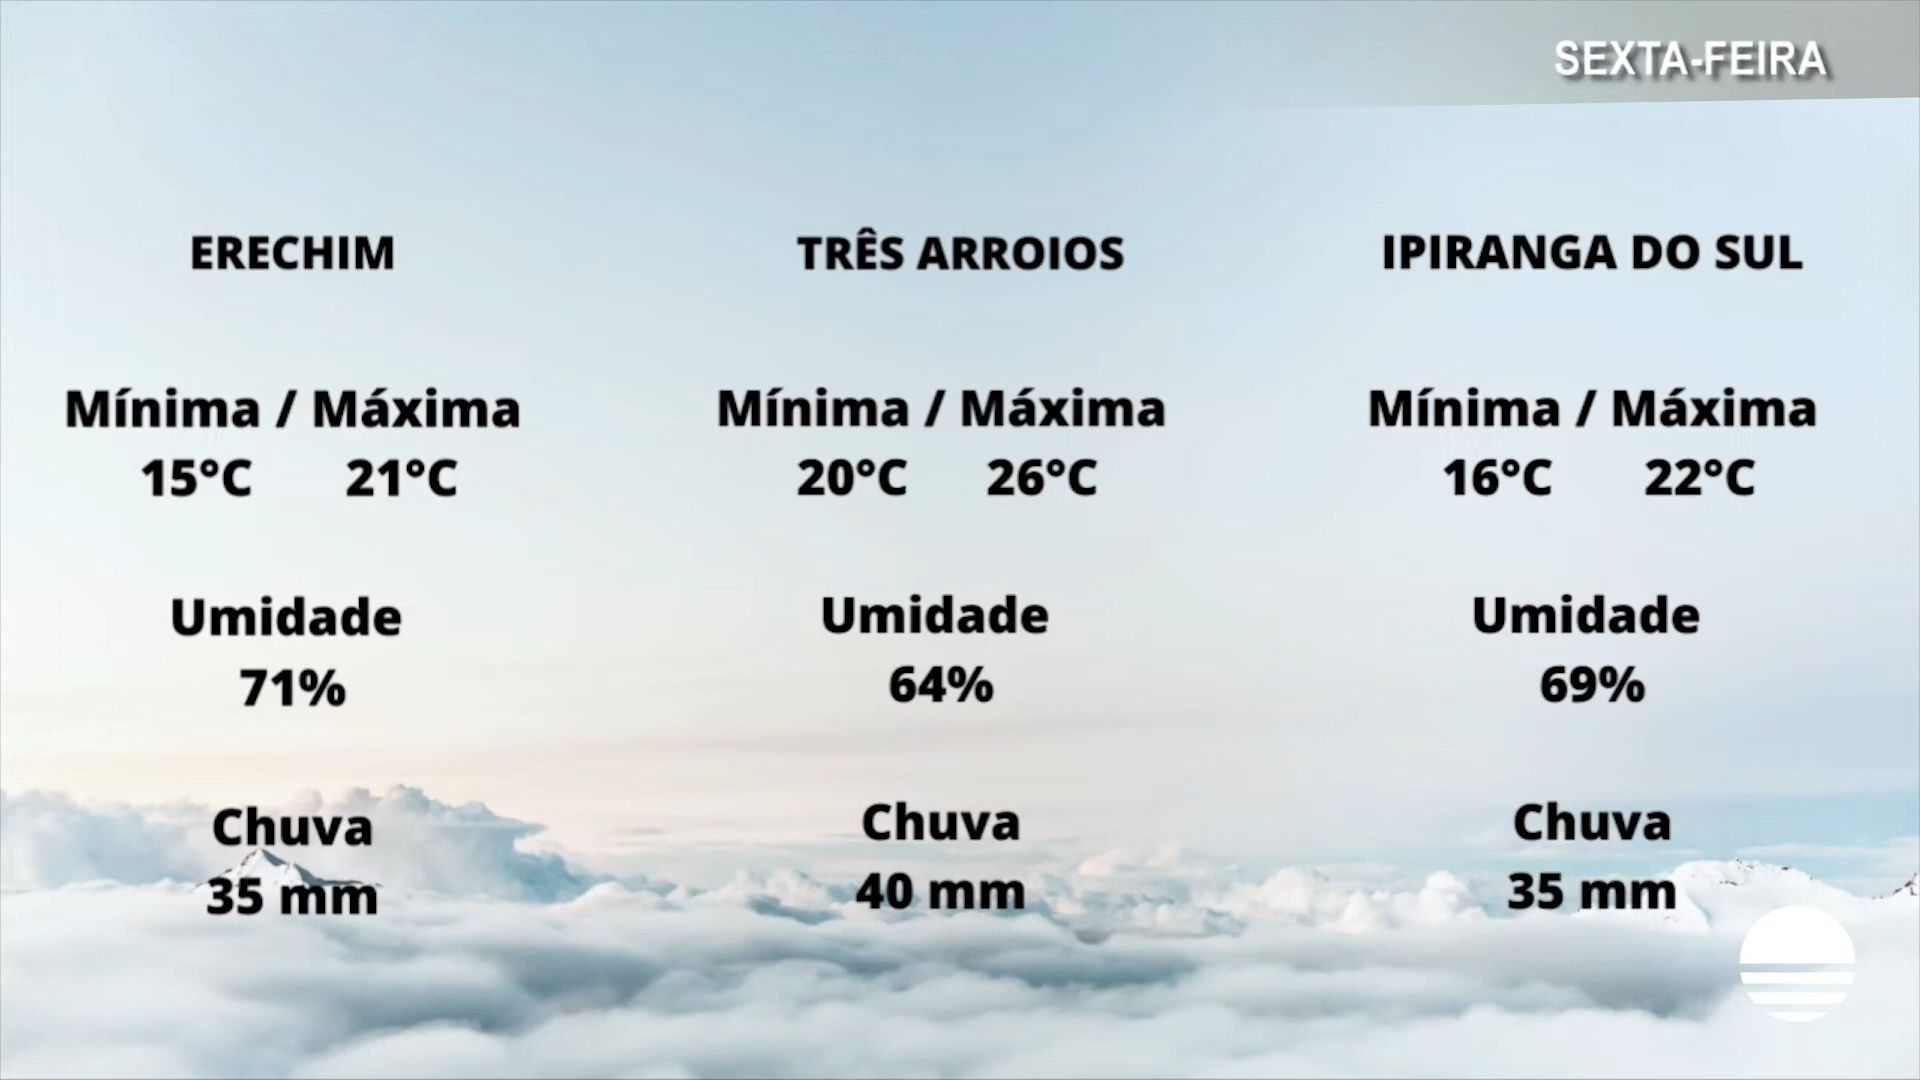 SEXTA-FEIRA
ERECHIM
Mínima / Máxima
15°C 21°C
Umidade
71%
Chuva
35 mm
TRÊS ARROIOS
Mínima / Máxima
20°C 26°C
Umidade
64%
Chuva
40 mm
IPIRANGA DO SUL
Mínima / Máxima
16°C 22°C
Umidade
69%
Chuva
35 mm